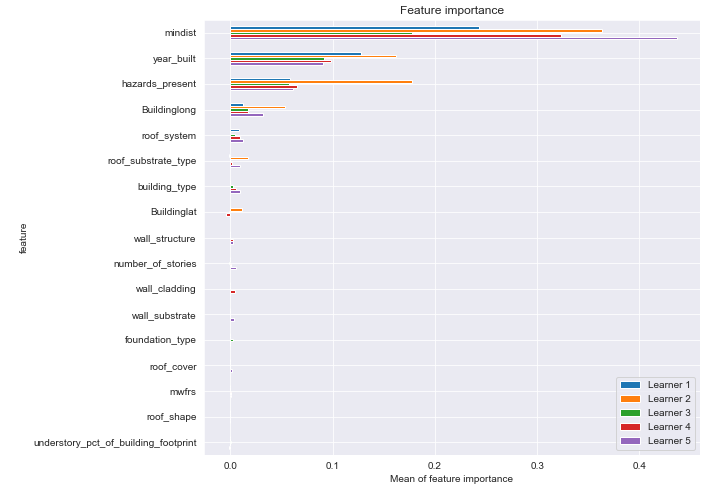 Feature importance
mindist
year_built
hazards_present
Buildinglong
roof_system
roof_substrate_type
building_type
Buildinglat
wall_structure
number_of_stories
wall_cladding
wall_substrate
foundation_type
roof_cover
mwfrs
roof_shape
understory_pct_of_building_footprint
feature
Learner 1
Learner 2
Learner 3
Learner 4
Learner 5
0.0 0.1 0.2 0.3 0.4
Mean of feature importance